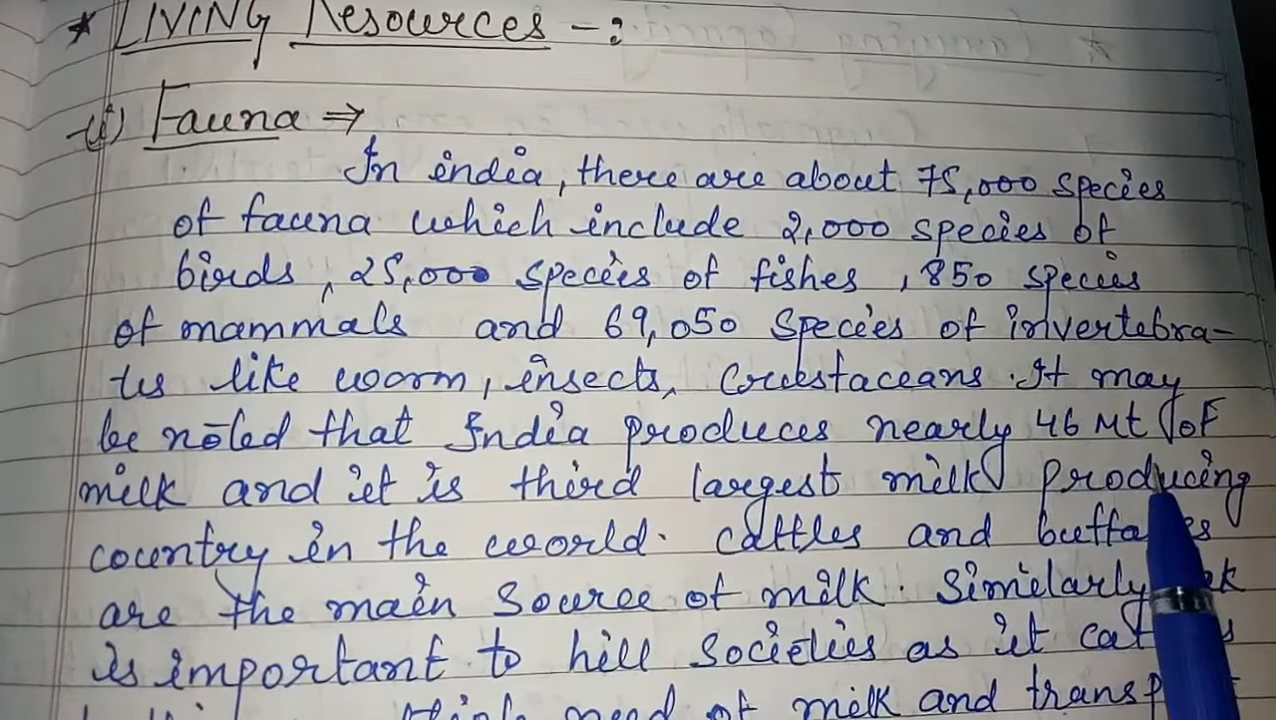 * LIVING Resources -:
(i) Fauna ⇒
In india, there are about 75,000 species
of fauna which include 2,000 species of
birds, 25,000 species of fishes, 850 species
of mammals and 69,050 species of invertebra-
tes like worm, insects, Crustaceans. It may
be noted that India produces nearly 46 Mt of
milk and it is third largest milk producing
country in the world. Cattles and
are the main source of milk. Similarly
is important to hill societies as it
need of milk and